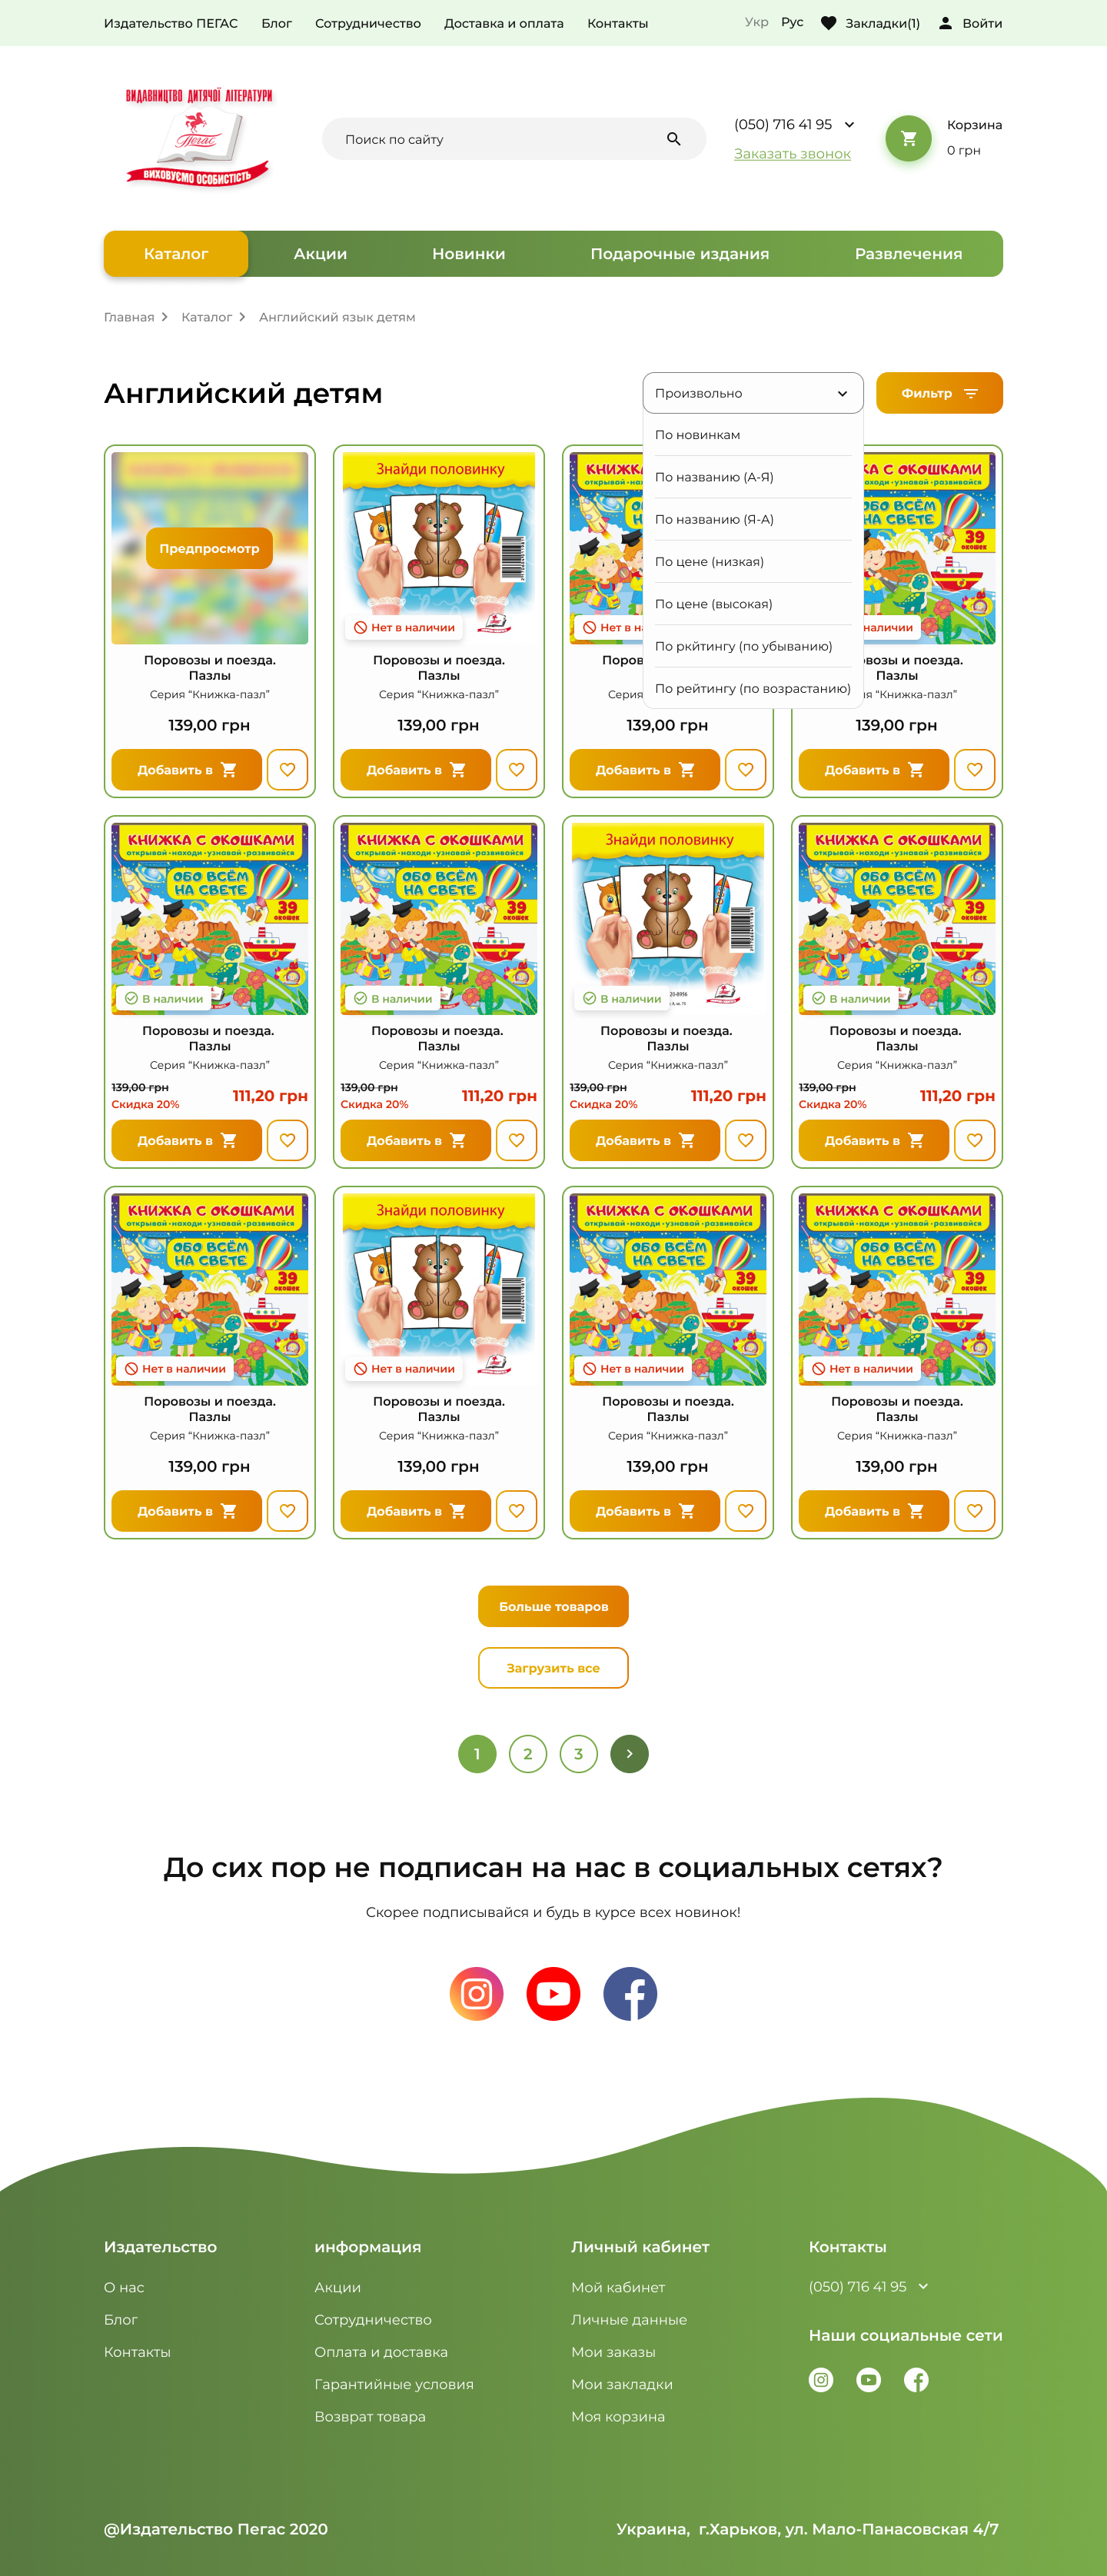 Издательство ПЕГАС Блог Сотрудничество Доставка и оплата Контакты Укр Рус Закладки(1) Войти
ВИДАВНИЦТВО ДИТЯЧОЇ ЛІТЕРАТУРИ
Пегас
ВИХОВУЄМО ОСОБИСТІСТЬ
Поиск по сайту
(050) 716 41 95
Заказать звонок
Корзина
0 грн
Каталог Акции Новинки Подарочные издания Развлечения
Главная Каталог Английский язык детям
Английский детям
Произвольно
Фильтр
По новинкам
По названию (А-Я)
По названию (Я-А)
По цене (низкая)
По цене (высокая)
По ркйтингу (по убыванию)
По рейтингу (по возрастанию)
Предпросмотр
Поровозы и поезда.
Пазлы
Серия “Книжка-пазл”
139,00 грн
Добавить в
Знайди половинку
Нет в наличии
Поровозы и поезда.
Пазлы
Серия “Книжка-пазл”
139,00 грн
Добавить в
КНИЖК
Нет в на
Поров
Серия
139,00 грн
Добавить в
А С ОКОШКАМИ
39
ОКОШЕК
аличии
овозы и поезда.
Пазлы
ия “Книжка-пазл”
139,00 грн
Добавить в
КНИЖКА С ОКОШКАМИ
открывай•находи•узнавай•развивайся
ОБО ВСЁМ
НА СВЕТЕ
39
ОКОШЕК
В наличии
Поровозы и поезда.
Пазлы
Серия “Книжка-пазл”
139,00 грн
Скидка 20%
111,20 грн
Добавить в
КНИЖКА С ОКОШКАМИ
открывай•находи•узнавай•развивайся
ОБО ВСЁМ
НА СВЕТЕ
39
ОКОШЕК
В наличии
Поровозы и поезда.
Пазлы
Серия “Книжка-пазл”
139,00 грн
Скидка 20%
111,20 грн
Добавить в
Знайди половинку
В наличии
Поровозы и поезда.
Пазлы
Серия “Книжка-пазл”
139,00 грн
Скидка 20%
111,20 грн
Добавить в
КНИЖКА С ОКОШКАМИ
открывай•находи•узнавай•развивайся
ОБО ВСЁМ
НА СВЕТЕ
39
ОКОШЕК
В наличии
Поровозы и поезда.
Пазлы
Серия “Книжка-пазл”
139,00 грн
Скидка 20%
111,20 грн
Добавить в
КНИЖКА С ОКОШКАМИ
открывай•находи•узнавай•развивайся
ОБО ВСЁМ
НА СВЕТЕ
39
ОКОШЕК
Нет в наличии
Поровозы и поезда.
Пазлы
Серия “Книжка-пазл”
139,00 грн
Добавить в
Знайди половинку
Нет в наличии
Поровозы и поезда.
Пазлы
Серия “Книжка-пазл”
139,00 грн
Добавить в
КНИЖКА С ОКОШКАМИ
открывай•находи•узнавай•развивайся
ОБО ВСЁМ
НА СВЕТЕ
39
ОКОШЕК
Нет в наличии
Поровозы и поезда.
Пазлы
Серия “Книжка-пазл”
139,00 грн
Добавить в
КНИЖКА С ОКОШКАМИ
открывай•находи•узнавай•развивайся
ОБО ВСЁМ
НА СВЕТЕ
39
ОКОШЕК
Нет в наличии
Поровозы и поезда.
Пазлы
Серия “Книжка-пазл”
139,00 грн
Добавить в
Больше товаров
Загрузить все
1 2 3
До сих пор не подписан на нас в социальных сетях?
Скорее подписывайся и будь в курсе всех новинок!
Издательство
О нас
Блог
Контакты
информация
Акции
Сотрудничество
Оплата и доставка
Гарантийные условия
Возврат товара
Личный кабинет
Мой кабинет
Личные данные
Мои заказы
Мои закладки
Моя корзина
Контакты
(050) 716 41 95
Наши социальные сети
@Издательство Пегас 2020
Украина, г.Харьков, ул. Мало-Панасовская 4/7